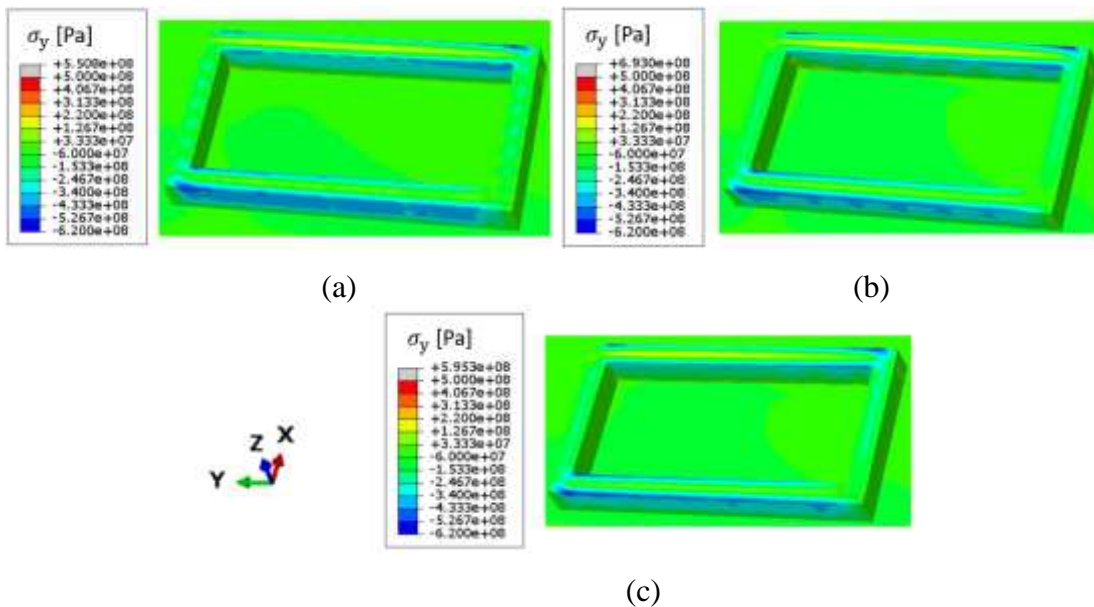 σy [Pa]
+5.508e+08
+5.000e+08
+4.067e+08
+3.133e+08
+2.200e+08
+1.267e+08
+3.333e+07
-6.000e+07
-1.533e+08
-2.467e+08
-3.400e+08
-4.333e+08
-5.267e+08
-6.200e+08
(a)
σy [Pa]
+6.930e+08
+5.000e+08
+4.067e+08
+3.133e+08
+2.200e+08
+1.267e+08
+3.333e+07
-6.000e+07
-1.533e+08
-2.467e+08
-3.400e+08
-4.333e+08
-5.267e+08
-6.200e+08
(b)
σy [Pa]
+5.953e+08
+5.000e+08
+4.067e+08
+3.133e+08
+2.200e+08
+1.267e+08
+3.333e+07
-6.000e+07
-1.533e+08
-2.467e+08
-3.400e+08
-4.333e+08
-5.267e+08
-6.200e+08
Z X
Y
(c)